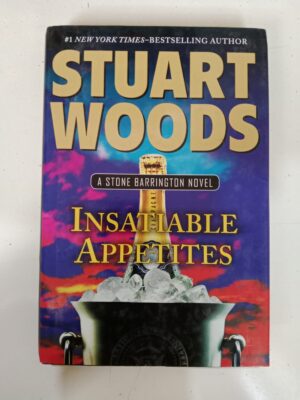 #1 NEW YORK TIMES–BESTSELLING AUTHOR
STUART
WOODS
A STONE BARRINGTON NOVEL
INSATIABLE
APPETITES